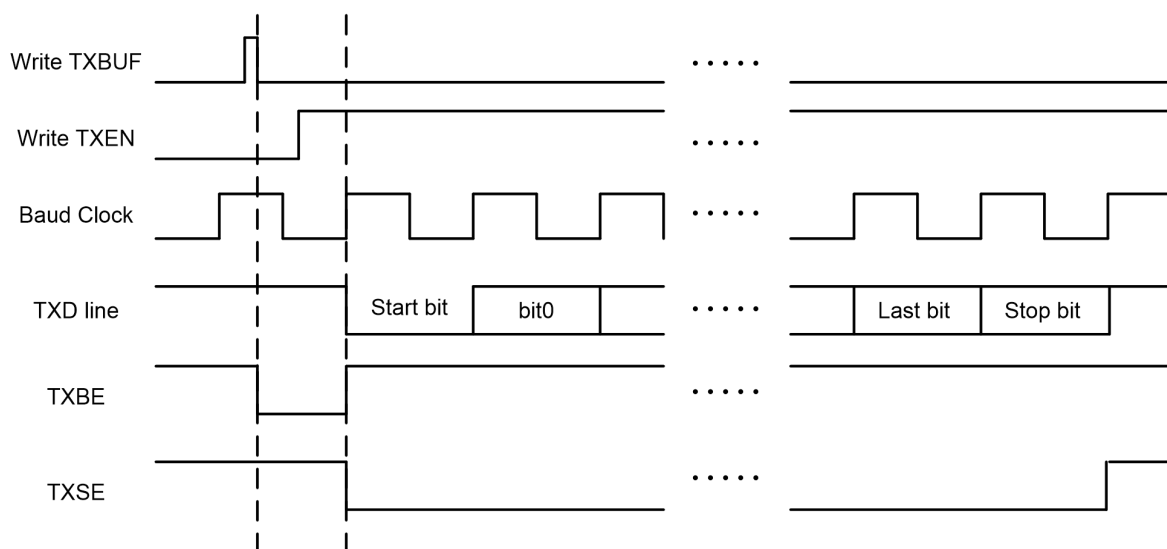 Write TXBUF
.....
Write TXEN
.....
Baud Clock
.....
TXD line
Start bit
bit0
.....
Last bit
Stop bit
TXBE
.....
TXSE
.....